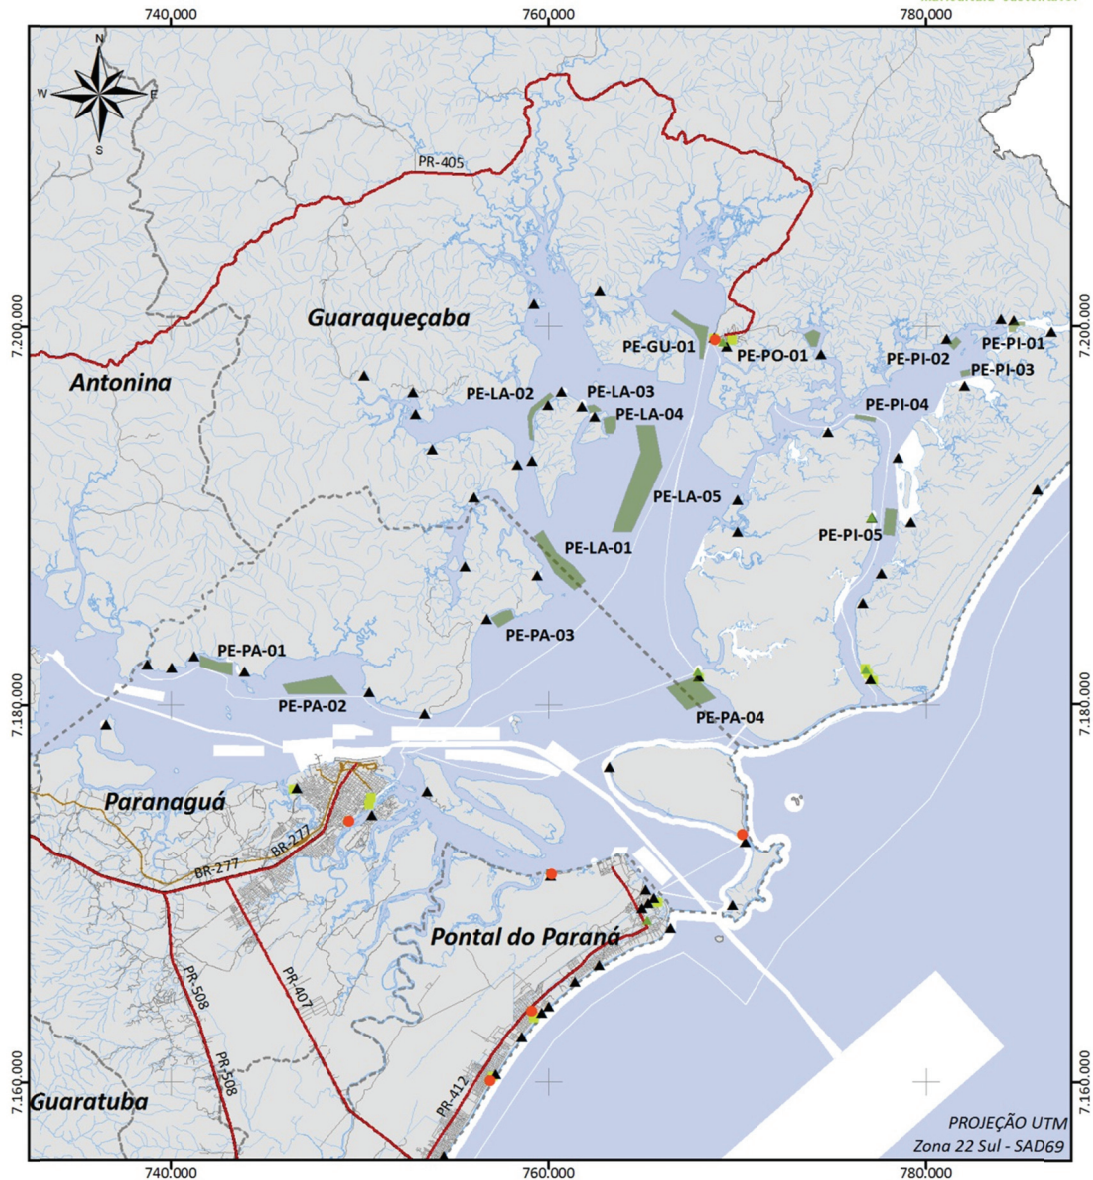 740.000
760.000
780.000
N
W
E
S
PR-405
7.200.000
7.200.000
Guaraqueçaba
PE-GU-01
PE-PO-01
PE-PI-01
PE-PI-02
PE-PI-03
Antonina
PE-LA-02
PE-LA-03
PE-LA-04
PE-PI-04
PE-LA-05
PE-PI-05
PE-LA-01
PE-PA-03
PE-PA-01
PE-PA-02
PE-PA-04
7.180.000
7.180.000
Paranaguá
BR-277
BR-277
Pontal do Paraná
PR-508
PR-407
PR-508
PR-412
7.160.000
7.160.000
Guaratuba
PROJEÇÃO UTM
Zona 22 Sul - SAD69
740.000
760.000
780.000